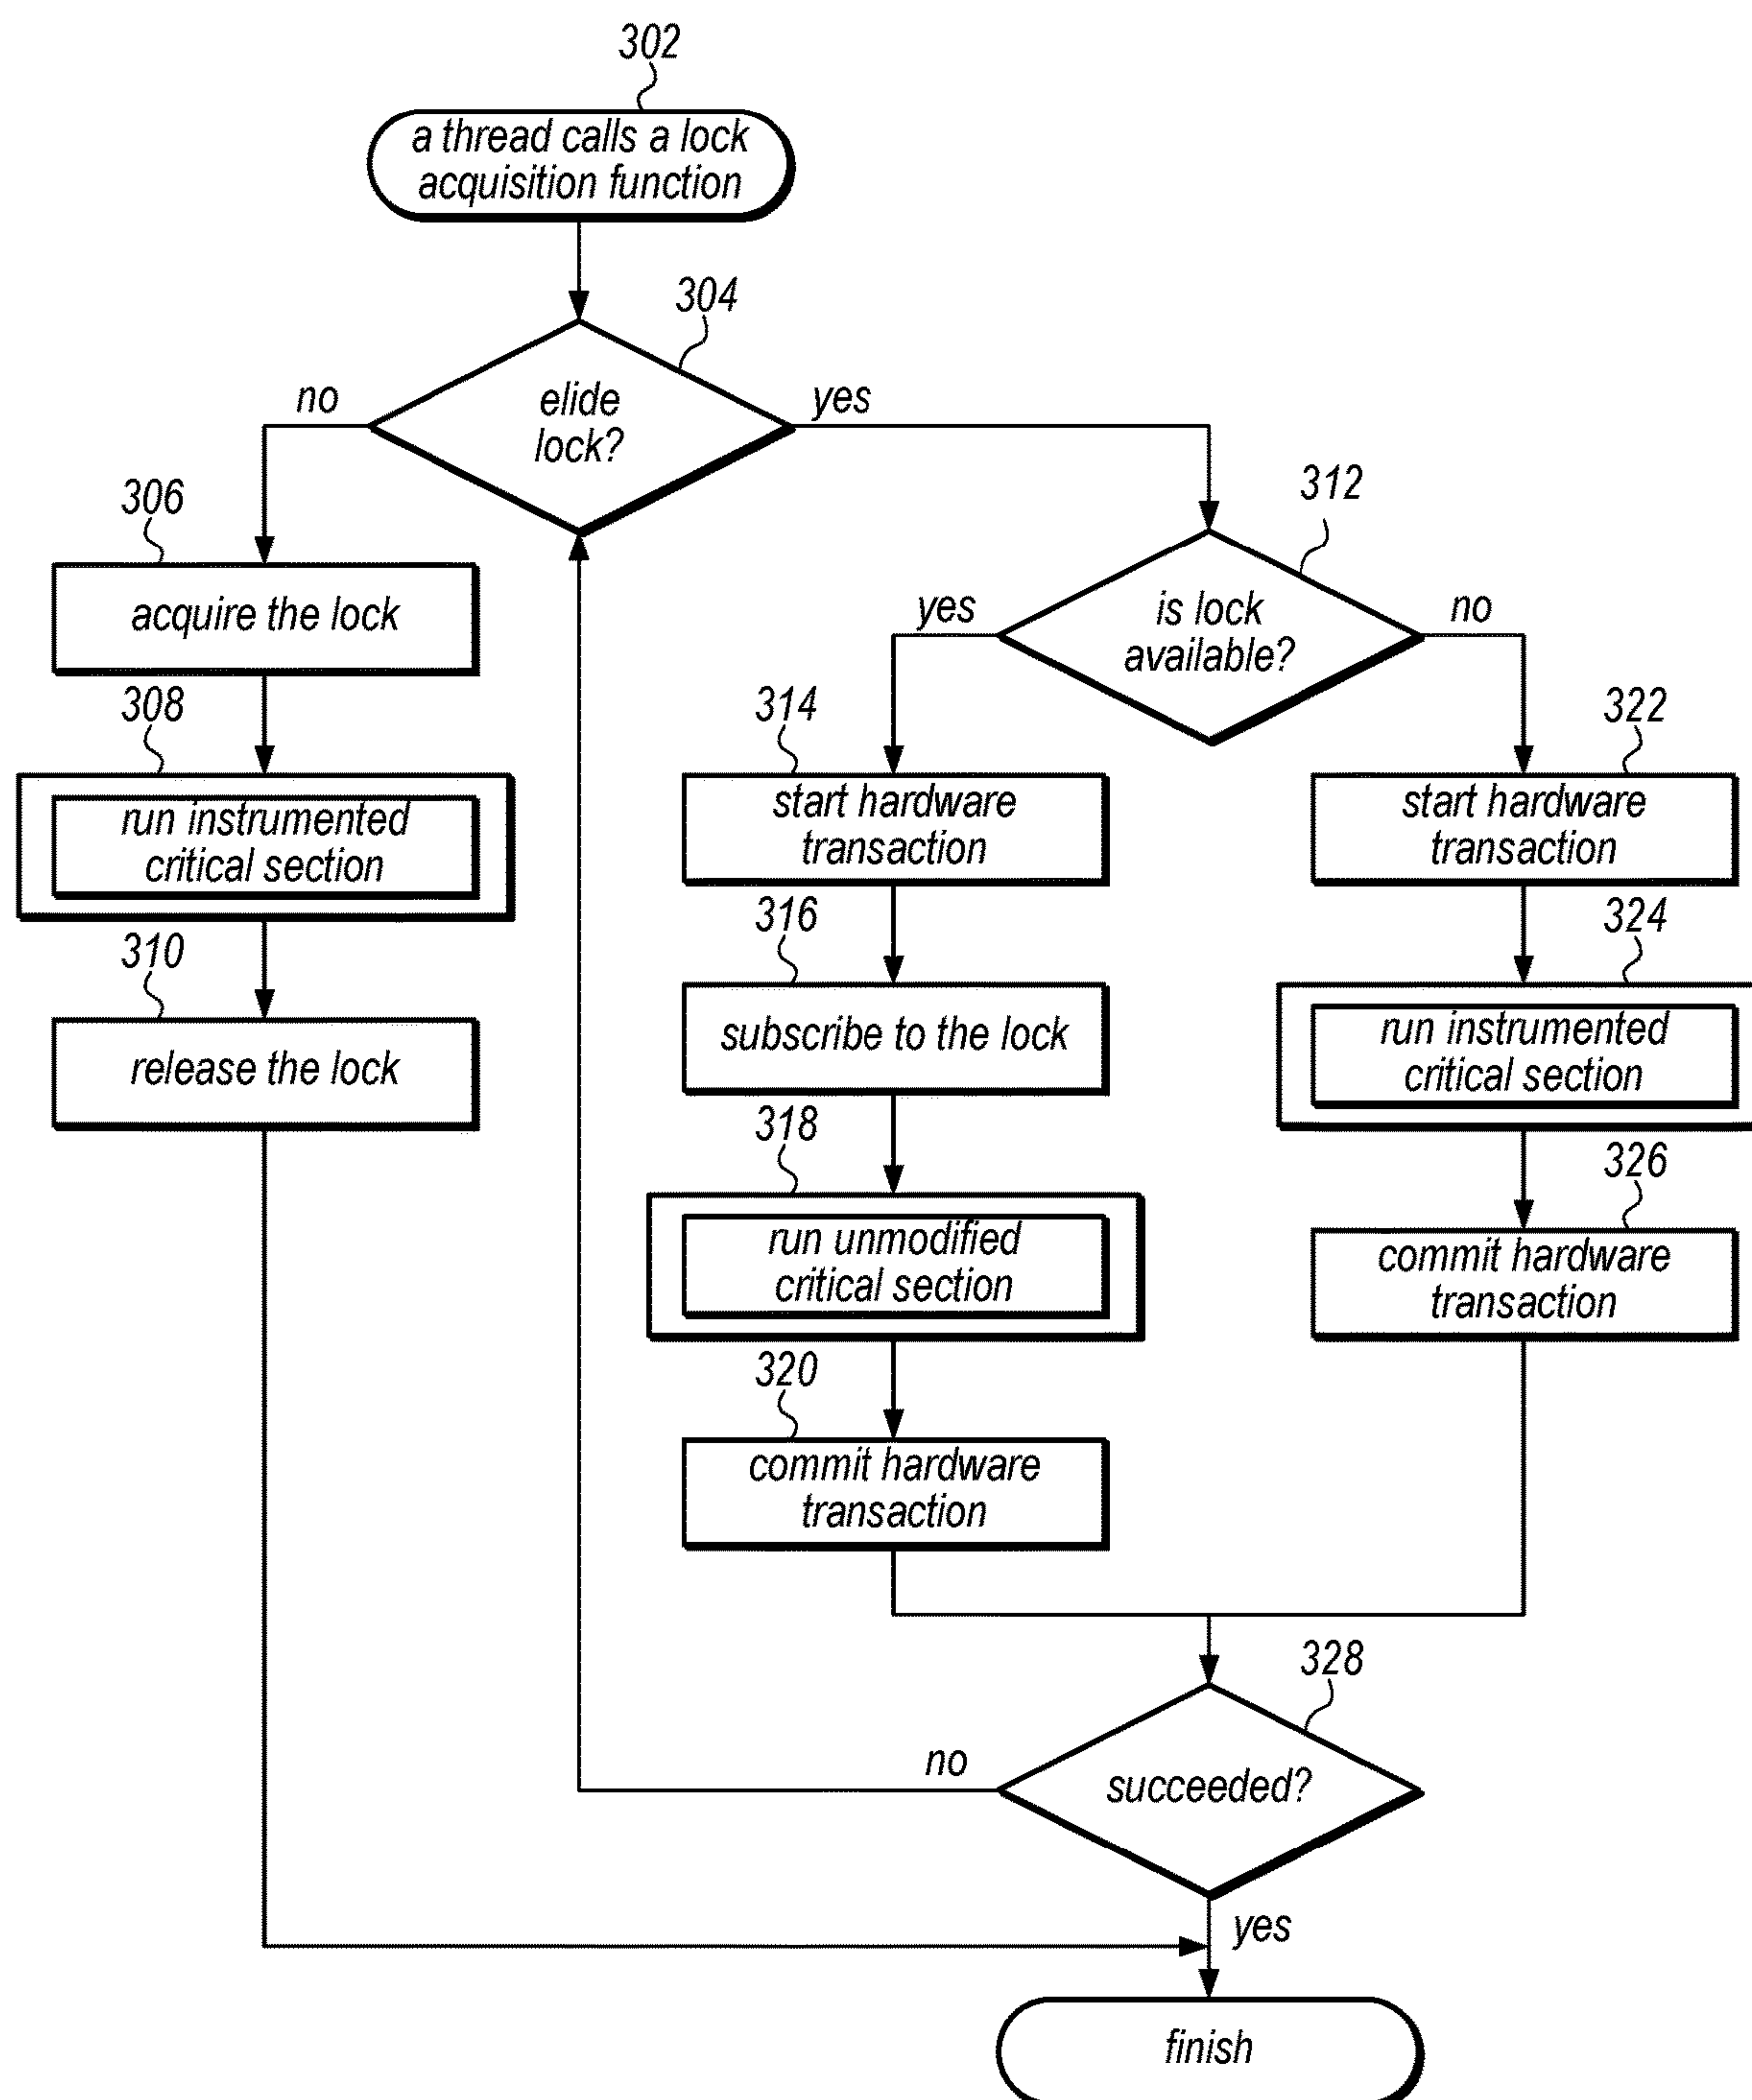 302
a thread calls a lock
acquisition function
304
elide
lock?
no
yes
306
acquire the lock
308
run instrumented
critical section
310
release the lock
312
is lock
available?
yes
no
314
start hardware
transaction
316
subscribe to the lock
318
run unmodified
critical section
320
commit hardware
transaction
322
start hardware
transaction
324
run instrumented
critical section
326
commit hardware
transaction
328
succeeded?
no
yes
finish